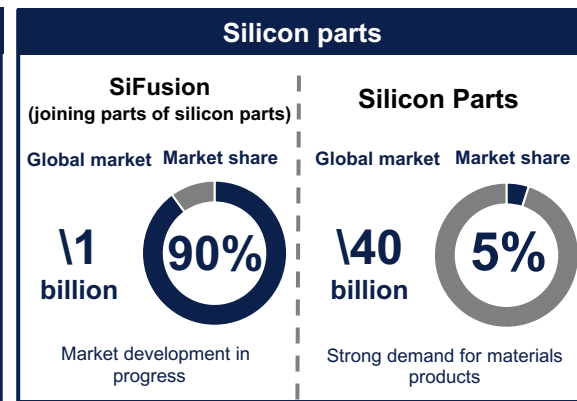 Silicon parts
SiFusion
(joining parts of silicon parts)
Global market Market share
\1
billion
90%
Market development in
progress
Silicon Parts
Global market Market share
\40
billion
5%
Strong demand for materials
products